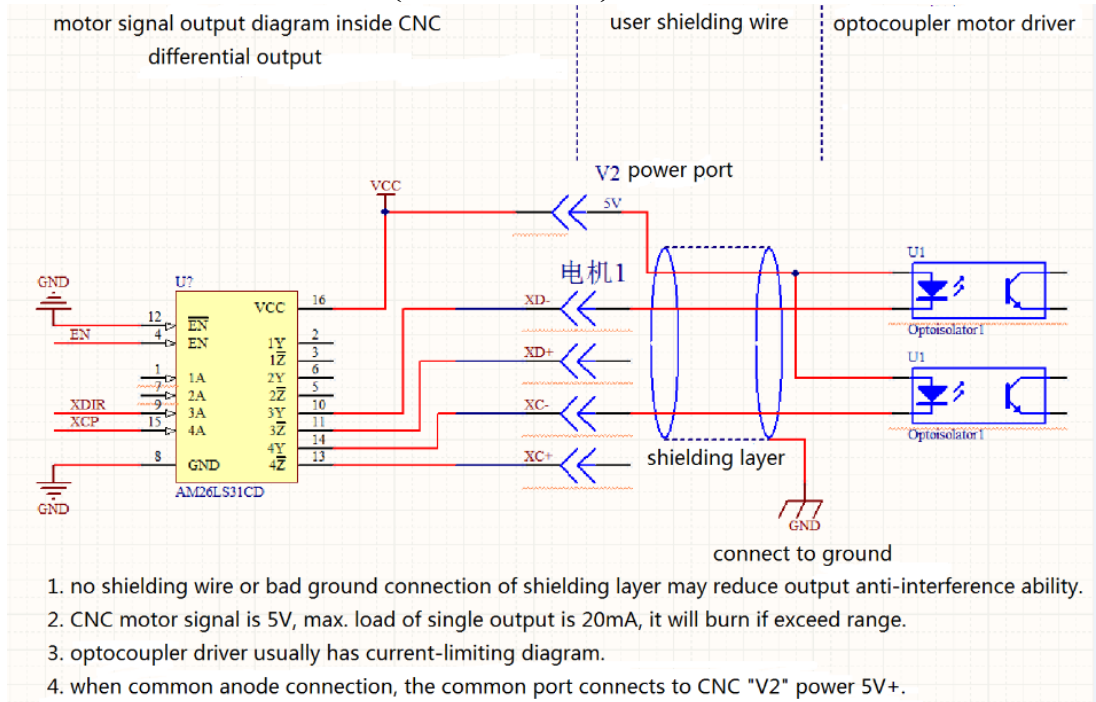 motor signal output diagram inside CNC
user shielding wire
optocoupler motor driver
differential output
V2 power port
VCC
5V
GND
U?
电机1
U1
VCC
16
XD-
12
EN
EN
4
EN
1Y
2
1Z
3
Optoisolator1
1
1A
2Y
6
XD+
U1
7
2A
2Z
5
XDIR
9
3A
3Y
10
XC-
XCP
15
4A
3Z
11
4Y
14
Optoisolator1
8
GND
4Z
13
XC+
shielding layer
AM26LS31CD
GND
GND
connect to ground
1. no shielding wire or bad ground connection of shielding layer may reduce output anti-interference ability.
2. CNC motor signal is 5V, max. load of single output is 20mA, it will burn if exceed range.
3. optocoupler driver usually has current-limiting diagram.
4. when common anode connection, the common port connects to CNC "V2" power 5V+.